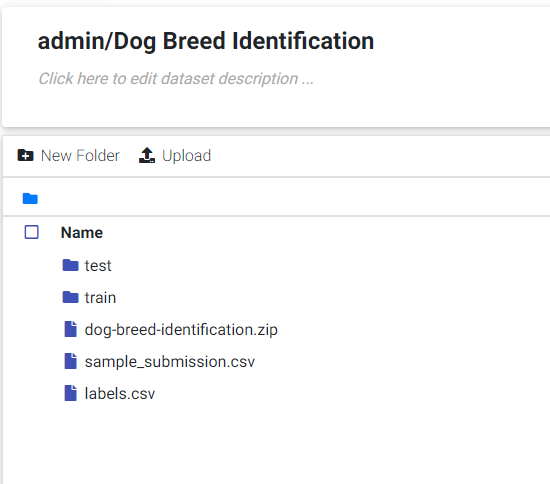 admin/Dog Breed Identification
Click here to edit dataset description ...
New Folder Upload
Name
test
train
dog-breed-identification.zip
sample_submission.csv
labels.csv